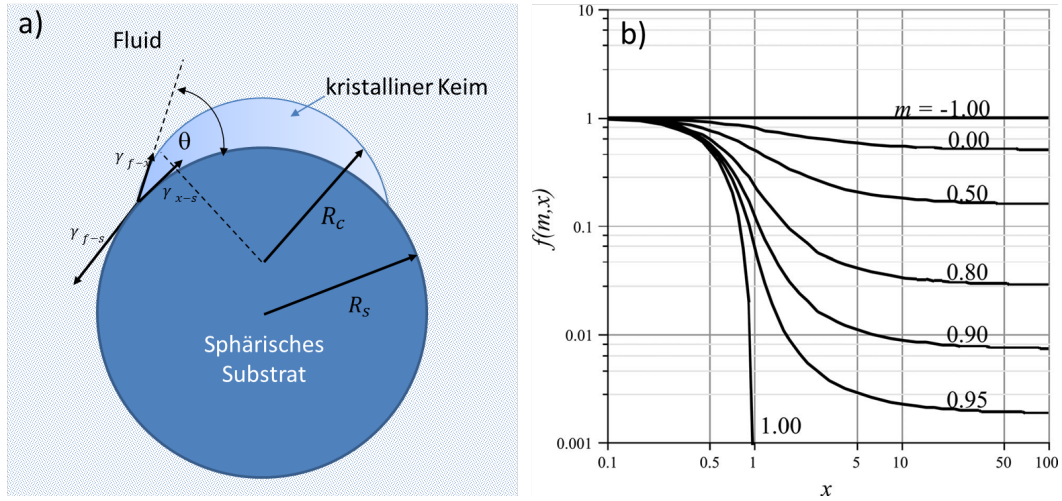 a)
Fluid
kristalliner Keim
θ
γ f-x
γ x-s
γ f-s
R_c
R_s
Sphärisches
Substrat
b)
10
1
0.1
0.01
0.001
f(m,x)
m = -1.00
0.00
0.50
0.80
0.90
0.95
1.00
0.1
0.5
1
5
10
50
100
x